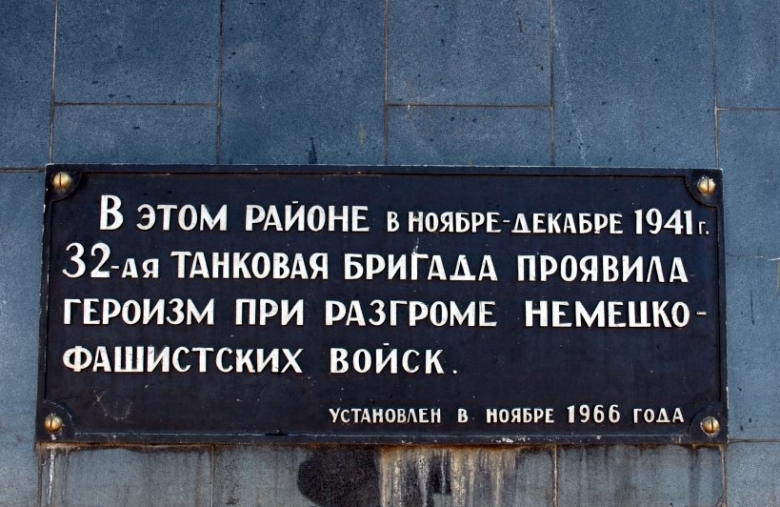 В ЭТОМ РАЙОНЕ В НОЯБРЕ-ДЕКАБРЕ 1941 г.
32-АЯ ТАНКОВАЯ БРИГАДА ПРОЯВИЛА
ГЕРОИЗМ ПРИ РАЗГРОМЕ НЕМЕЦКО-
ФАШИСТСКИХ ВОЙСК.
УСТАНОВЛЕН В НОЯБРЕ 1966 ГОДА